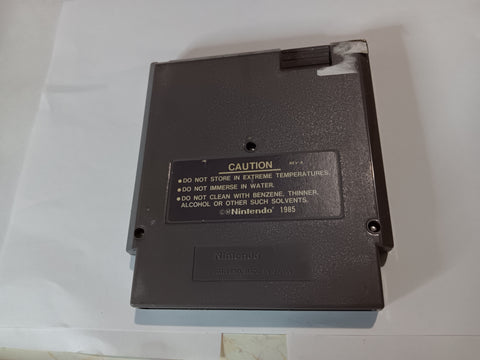 CAUTION REV-A
●DO NOT STORE IN EXTREME TEMPERATURES.
●DO NOT IMMERSE IN WATER.
●DO NOT CLEAN WITH BENZENE, THINNER,
ALCOHOL OR OTHER SUCH SOLVENTS.
©®Nintendo® 1985
Nintendo